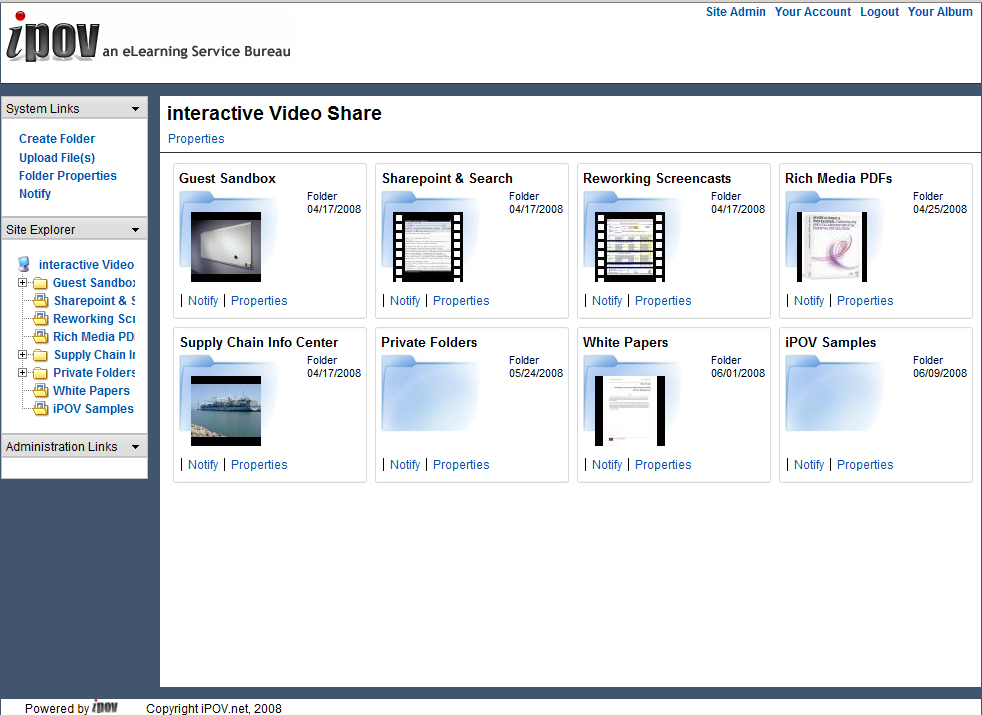 Site Admin Your Account Logout Your Album
ipov an eLearning Service Bureau
System Links
Create Folder
Upload File(s)
Folder Properties
Notify
Site Explorer
interactive Video
Guest Sandbox
Sharepoint & S
Reworking Scr
Rich Media PD
Supply Chain In
Private Folders
White Papers
iPOV Samples
Administration Links
interactive Video Share
Properties
Guest Sandbox
Folder
04/17/2008
| Notify | Properties
Sharepoint & Search
Folder
04/17/2008
| Notify | Properties
Reworking Screencasts
Folder
04/17/2008
| Notify | Properties
Rich Media PDFs
Folder
04/25/2008
| Notify | Properties
Supply Chain Info Center
Folder
04/17/2008
| Notify | Properties
Private Folders
Folder
05/24/2008
| Notify | Properties
White Papers
Folder
06/01/2008
| Notify | Properties
iPOV Samples
Folder
06/09/2008
| Notify | Properties
Powered by ipov Copyright iPOV.net, 2008